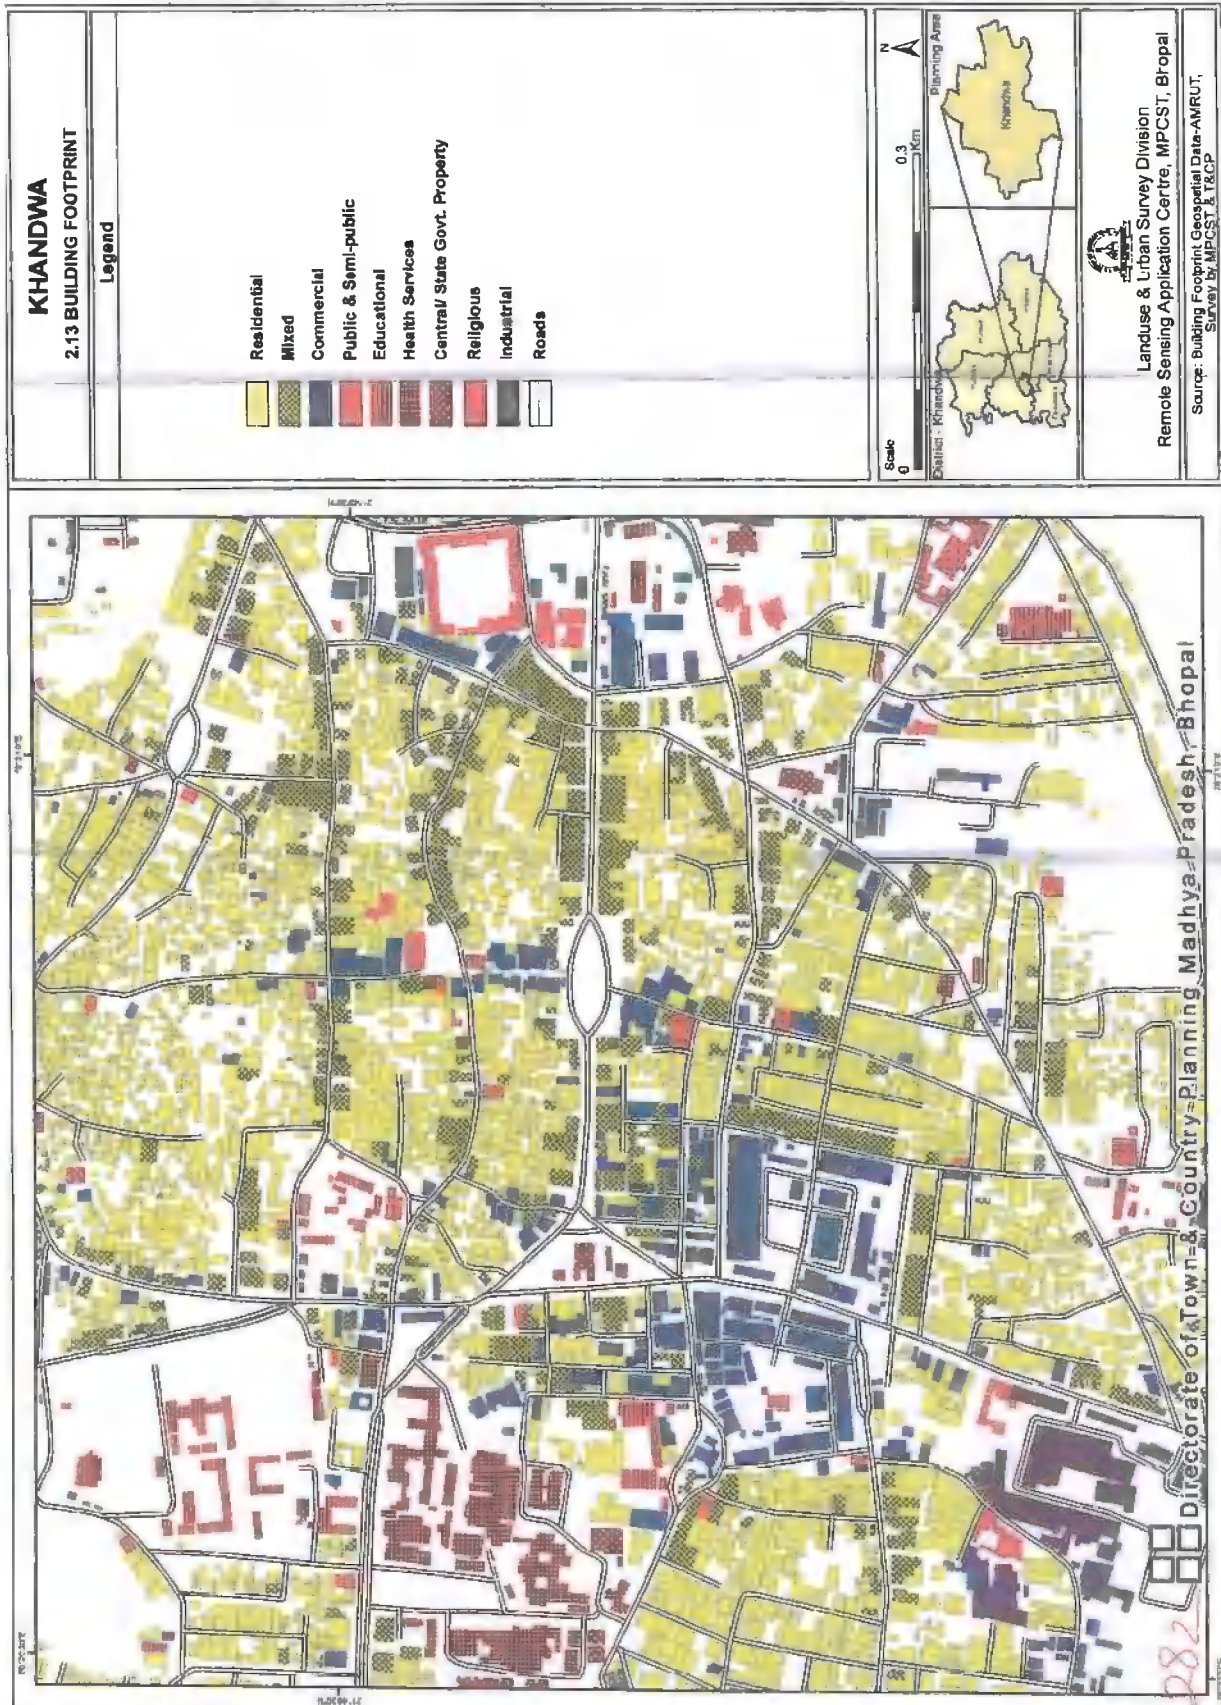 KHANDWA
2.13 BUILDING FOOTPRINT
Legend
Residential
Mixed
Commercial
Public & Semi-public
Educational
Health Services
Central/ State Govt. Property
Religious
Industrial
Roads
N
Scale
0
0.3
Km
District - Khandwa
Planning Area
Khandwa
Landuse & Urban Survey Division
Remote Sensing Application Centre, MPCST, Bhopal
Source: Building Footprint Geospatial Data-AMRUT,
Survey by MPCST & T&CP
Directorate of Town & Country Planning Madhya Pradesh, Bhopal
282